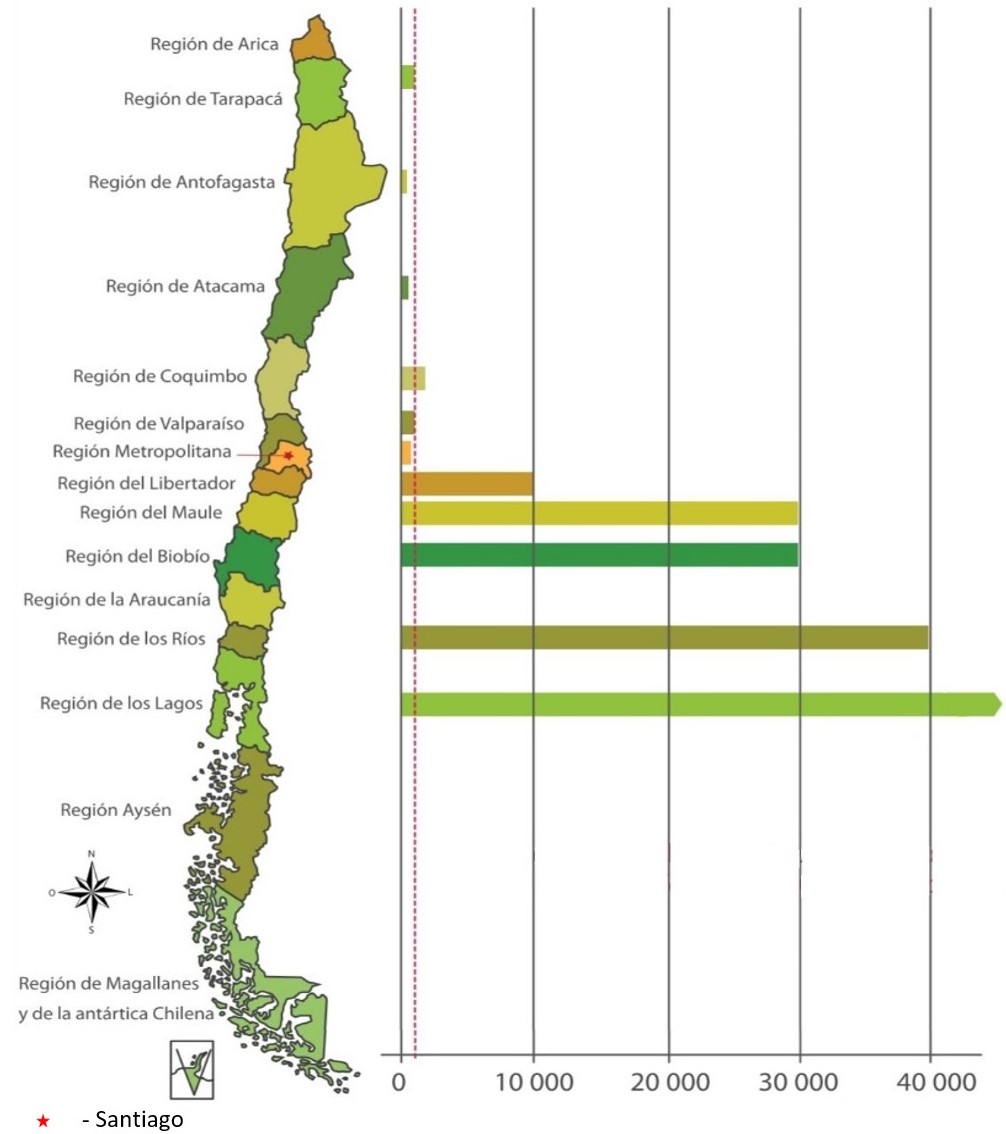 Región de Arica
Región de Tarapacá
Región de Antofagasta
Región de Atacama
Región de Coquimbo
Región de Valparaíso
Región Metropolitana
Región del Libertador
Región del Maule
Región del Biobío
Región de la Araucanía
Región de los Ríos
Región de los Lagos
Región Aysén
N
O L
S
Región de Magallanes
y de la antártica Chilena
0 10 000 20 000 30 000 40 000
- Santiago